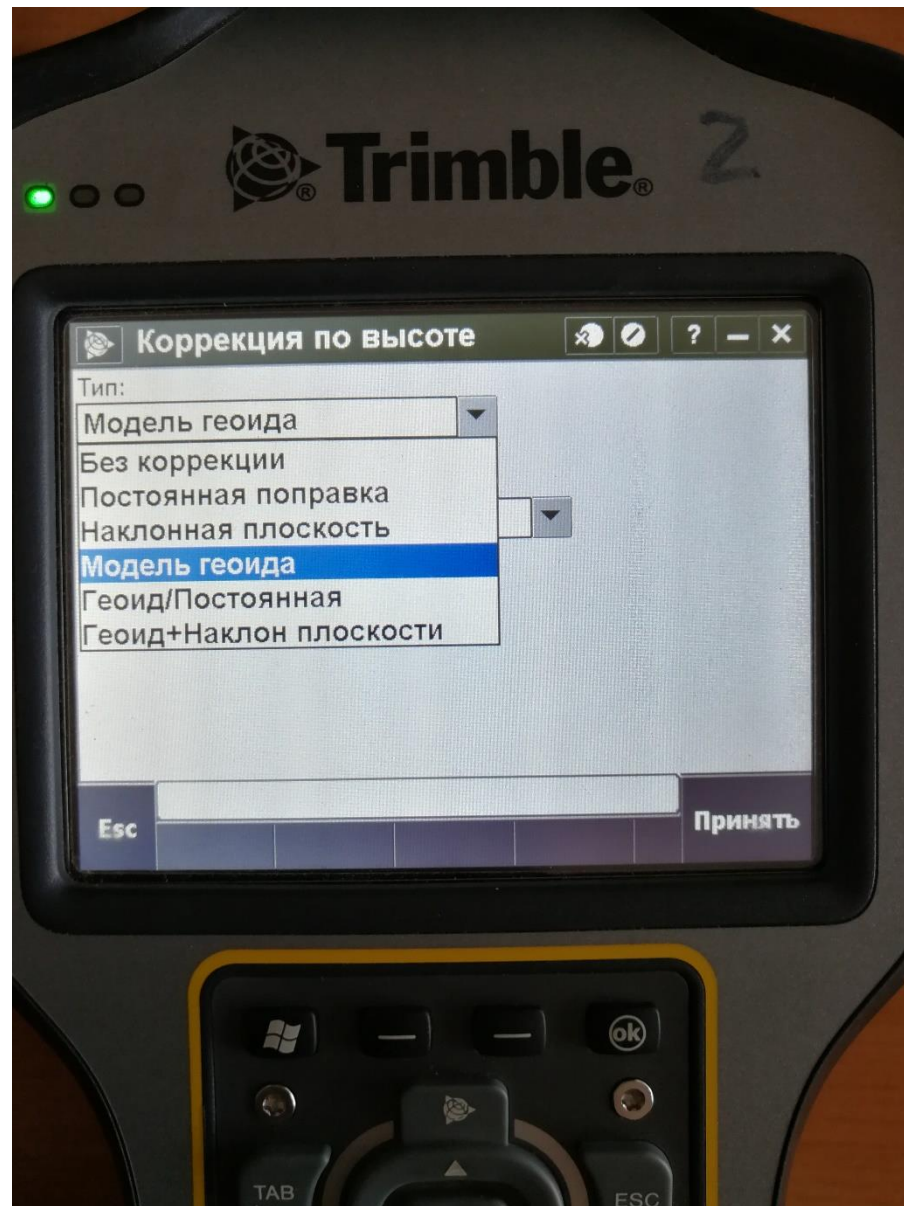 Trimble
2
Коррекция по высоте
? – ×
Тип:
Модель геоида
Без коррекции
Постоянная поправка
Наклонная плоскость
Модель геоида
Геоид/Постоянная
Геоид+Наклон плоскости
Esc
Принять
ok
TAB
ESC